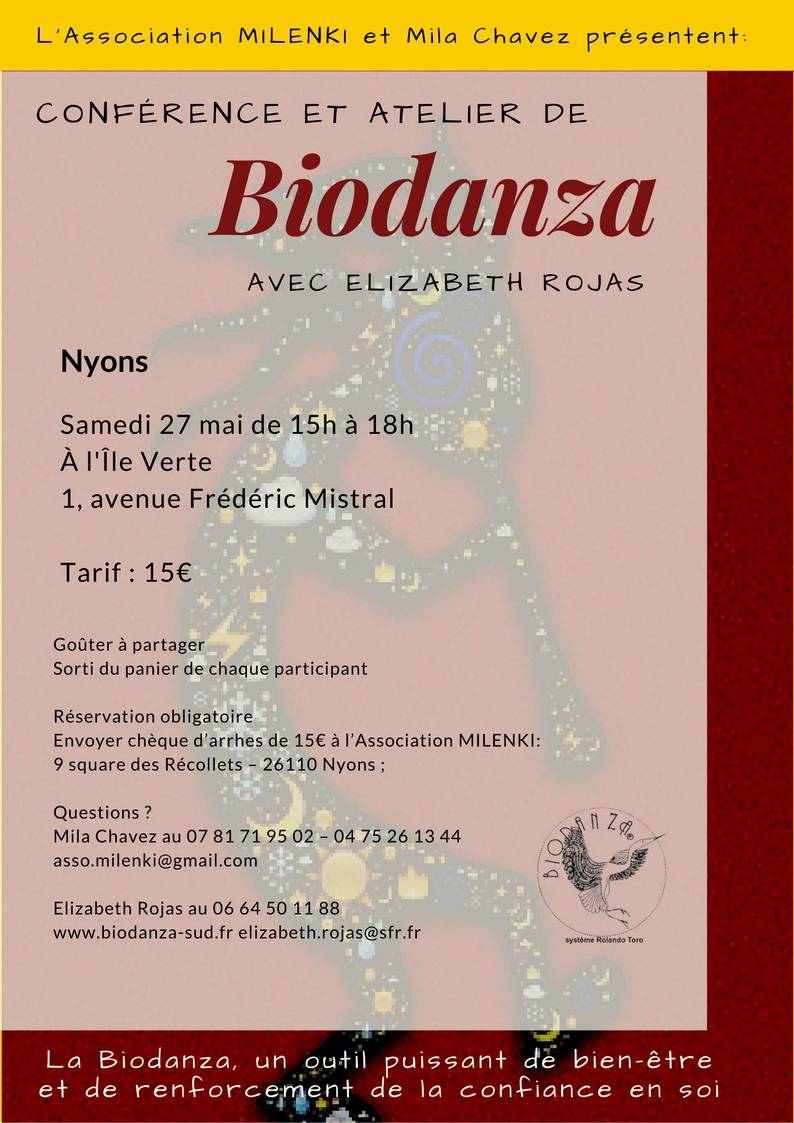 L'Association MILENKI et Mila Chavez présentent:
CONFÉRENCE ET ATELIER DE
Biodanza
AVEC ELIZABETH ROJAS
Nyons
Samedi 27 mai de 15h à 18h
À l'Île Verte
1, avenue Frédéric Mistral
Tarif : 15€
Goûter à partager
Sorti du panier de chaque participant
Réservation obligatoire
Envoyer chèque d'arrhes de 15€ à l'Association MILENKI:
9 square des Récollets – 26110 Nyons ;
Questions ?
Mila Chavez au 07 81 71 95 02 – 04 75 26 13 44
asso.milenki@gmail.com
Elizabeth Rojas au 06 64 50 11 88
www.biodanza-sud.fr elizabeth.rojas@sfr.fr
BIODANZA®
système Rolando Toro
La Biodanza, un outil puissant de bien-être
et de renforcement de la confiance en soi